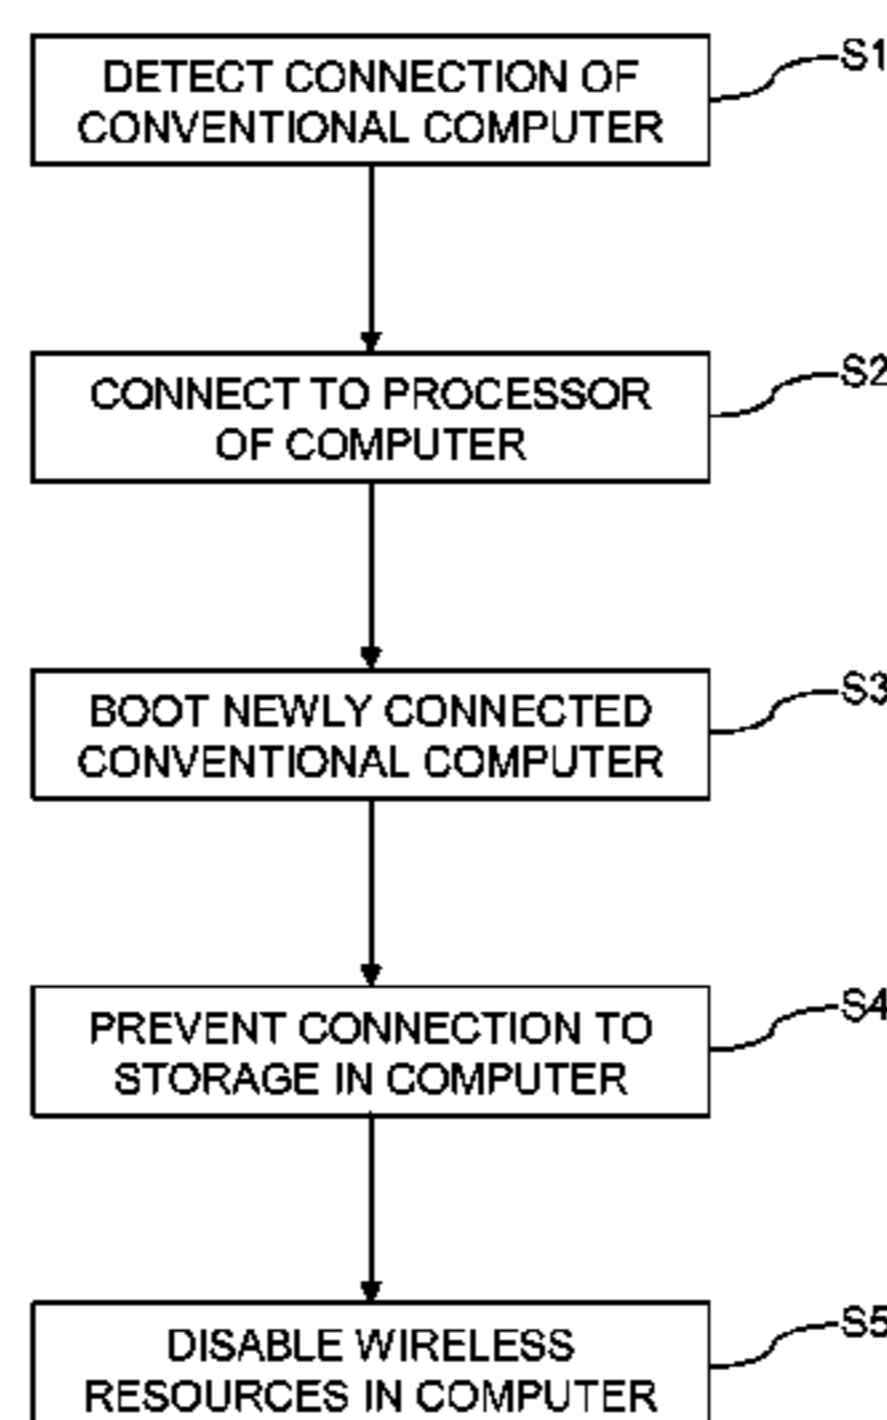 DETECT CONNECTION OF
CONVENTIONAL COMPUTER
S1
CONNECT TO PROCESSOR
OF COMPUTER
S2
BOOT NEWLY CONNECTED
CONVENTIONAL COMPUTER
S3
PREVENT CONNECTION TO
STORAGE IN COMPUTER
S4
DISABLE WIRELESS
RESOURCES IN COMPUTER
S5